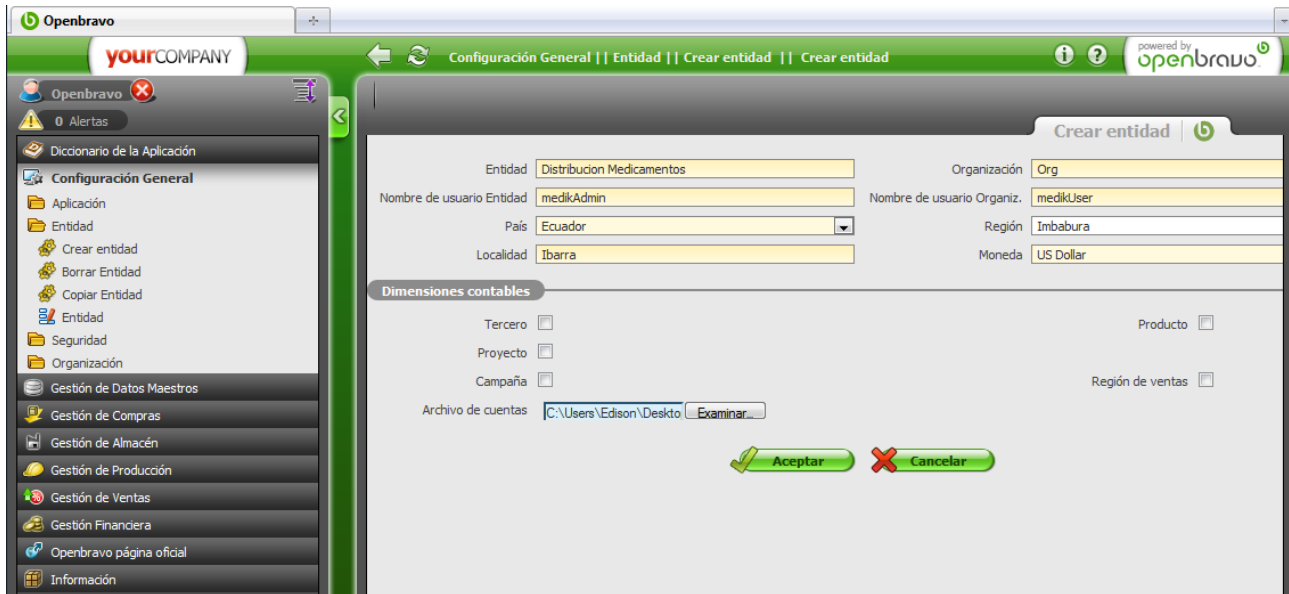 Openbravo
yourCOMPANY
Configuración General || Entidad || Crear entidad || Crear entidad
powered by
openbravo
Openbravo
0 Alertas
Crear entidad
Diccionario de la Aplicación
Configuración General
Aplicación
Entidad
Crear entidad
Borrar Entidad
Copiar Entidad
Entidad
Seguridad
Organización
Gestión de Datos Maestros
Gestión de Compras
Gestión de Almacén
Gestión de Producción
Gestión de Ventas
Gestión Financiera
Openbravo página oficial
Información
Entidad Distribucion Medicamentos Organización Org
Nombre de usuario Entidad medikAdmin Nombre de usuario Organiz. medikUser
País Ecuador Región Imbabura
Localidad Ibarra Moneda US Dollar
Dimensiones contables
Tercero Producto
Proyecto
Campaña Región de ventas
Archivo de cuentas C:\Users\Edison\Deskto Examinar...
Aceptar Cancelar